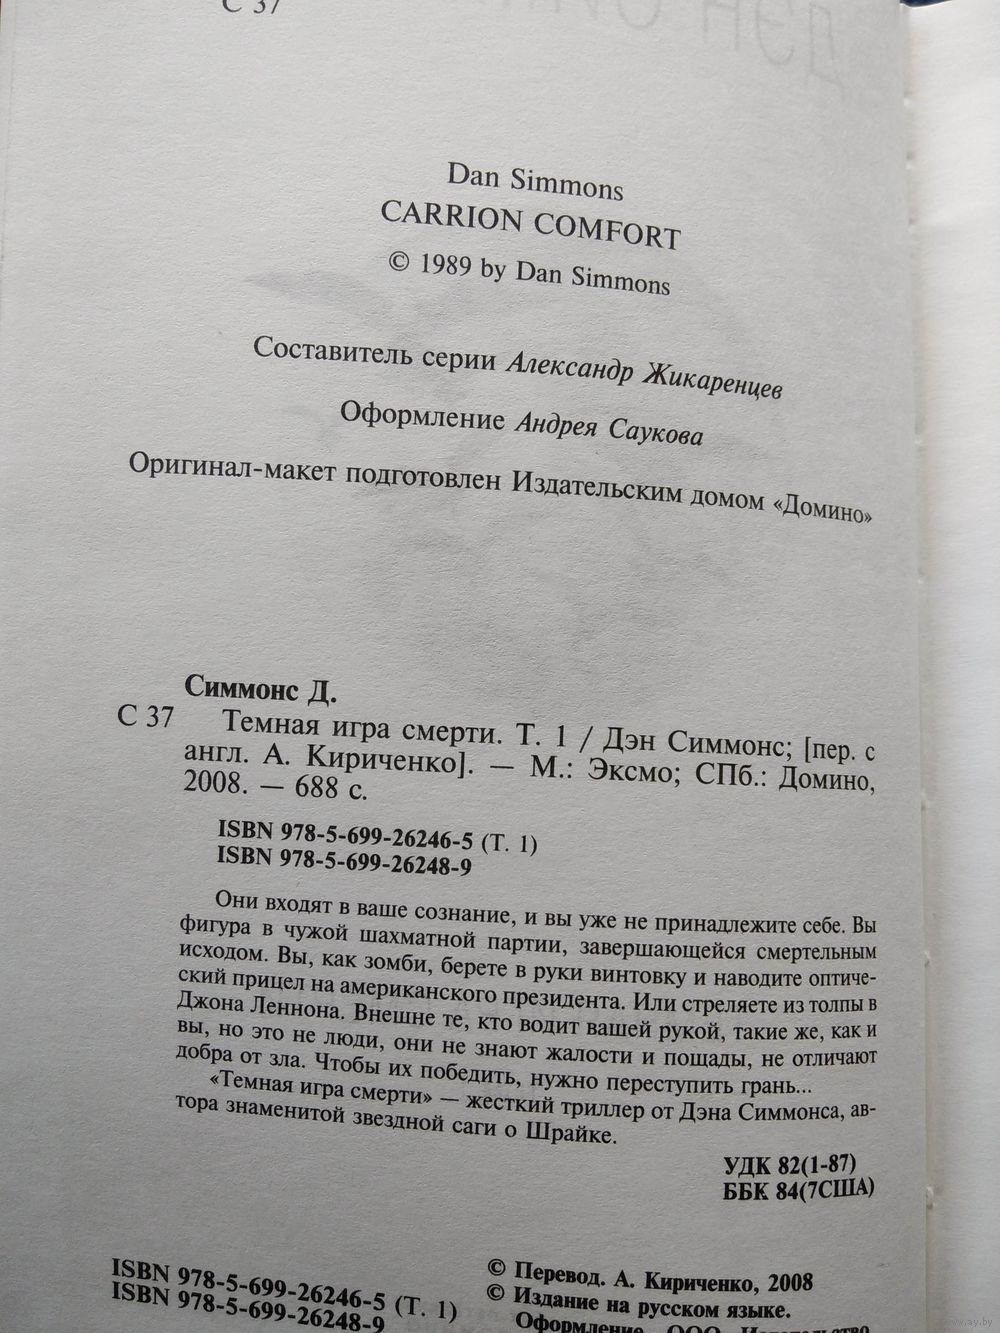 С 37
Dan Simmons
CARRION COMFORT
© 1989 by Dan Simmons
Составитель серии Александр Жикаренцев
Оформление Андрея Саукова
Оригинал-макет подготовлен Издательским домом «Домино»
Симмонс Д.
С 37 Темная игра смерти. Т. 1 / Дэн Симмонс; [пер. с
англ. А. Кириченко]. — М.: Эксмо; СПб.: Домино,
2008. — 688 с.
ISBN 978-5-699-26246-5 (Т. 1)
ISBN 978-5-699-26248-9
Они входят в ваше сознание, и вы уже не принадлежите себе. Вы
фигура в чужой шахматной партии, завершающейся смертельным
исходом. Вы, как зомби, берете в руки винтовку и наводите оптиче-
ский прицел на американского президента. Или стреляете из толпы в
Джона Леннона. Внешне те, кто водит вашей рукой, такие же, как и
вы, но это не люди, они не знают жалости и пощады, не отличают
добра от зла. Чтобы их победить, нужно переступить грань...
«Темная игра смерти» — жесткий триллер от Дэна Симмонса, ав-
тора знаменитой звездной саги о Шрайке.
УДК 82(1-87)
ББК 84(7США)
ISBN 978-5-699-26246-5 (Т. 1)
ISBN 978-5-699-26248-9
© Перевод. А. Кириченко, 2008
© Издание на русском языке.
Оформление. ООО «Издательство
www.ay.by